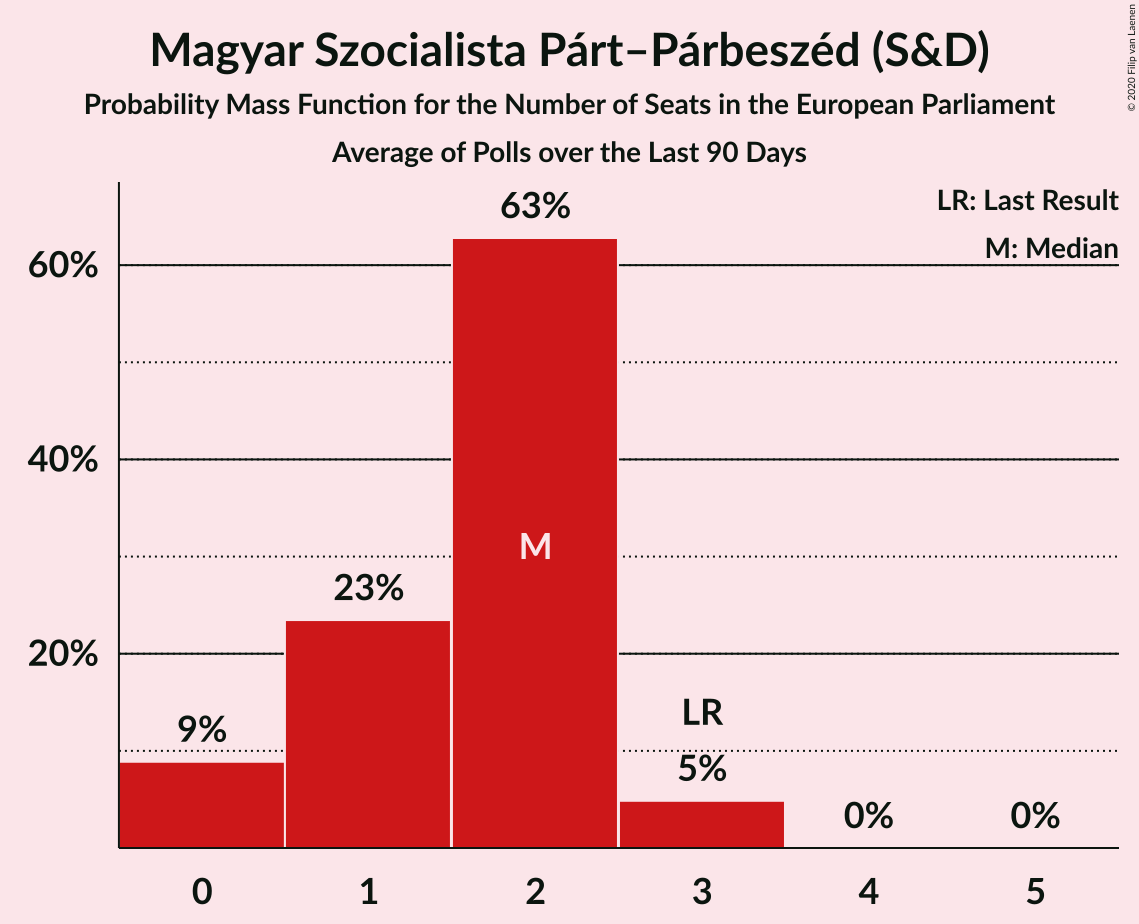 Magyar Szocialista Párt–Párbeszéd (S&D)
Probability Mass Function for the Number of Seats in the European Parliament
Average of Polls over the Last 90 Days
© 2020 Filip van Laenen
LR: Last Result
M: Median
63%
60%
40%
M
23%
20%
LR
9%
5%
0%
0%
0
1
2
3
4
5